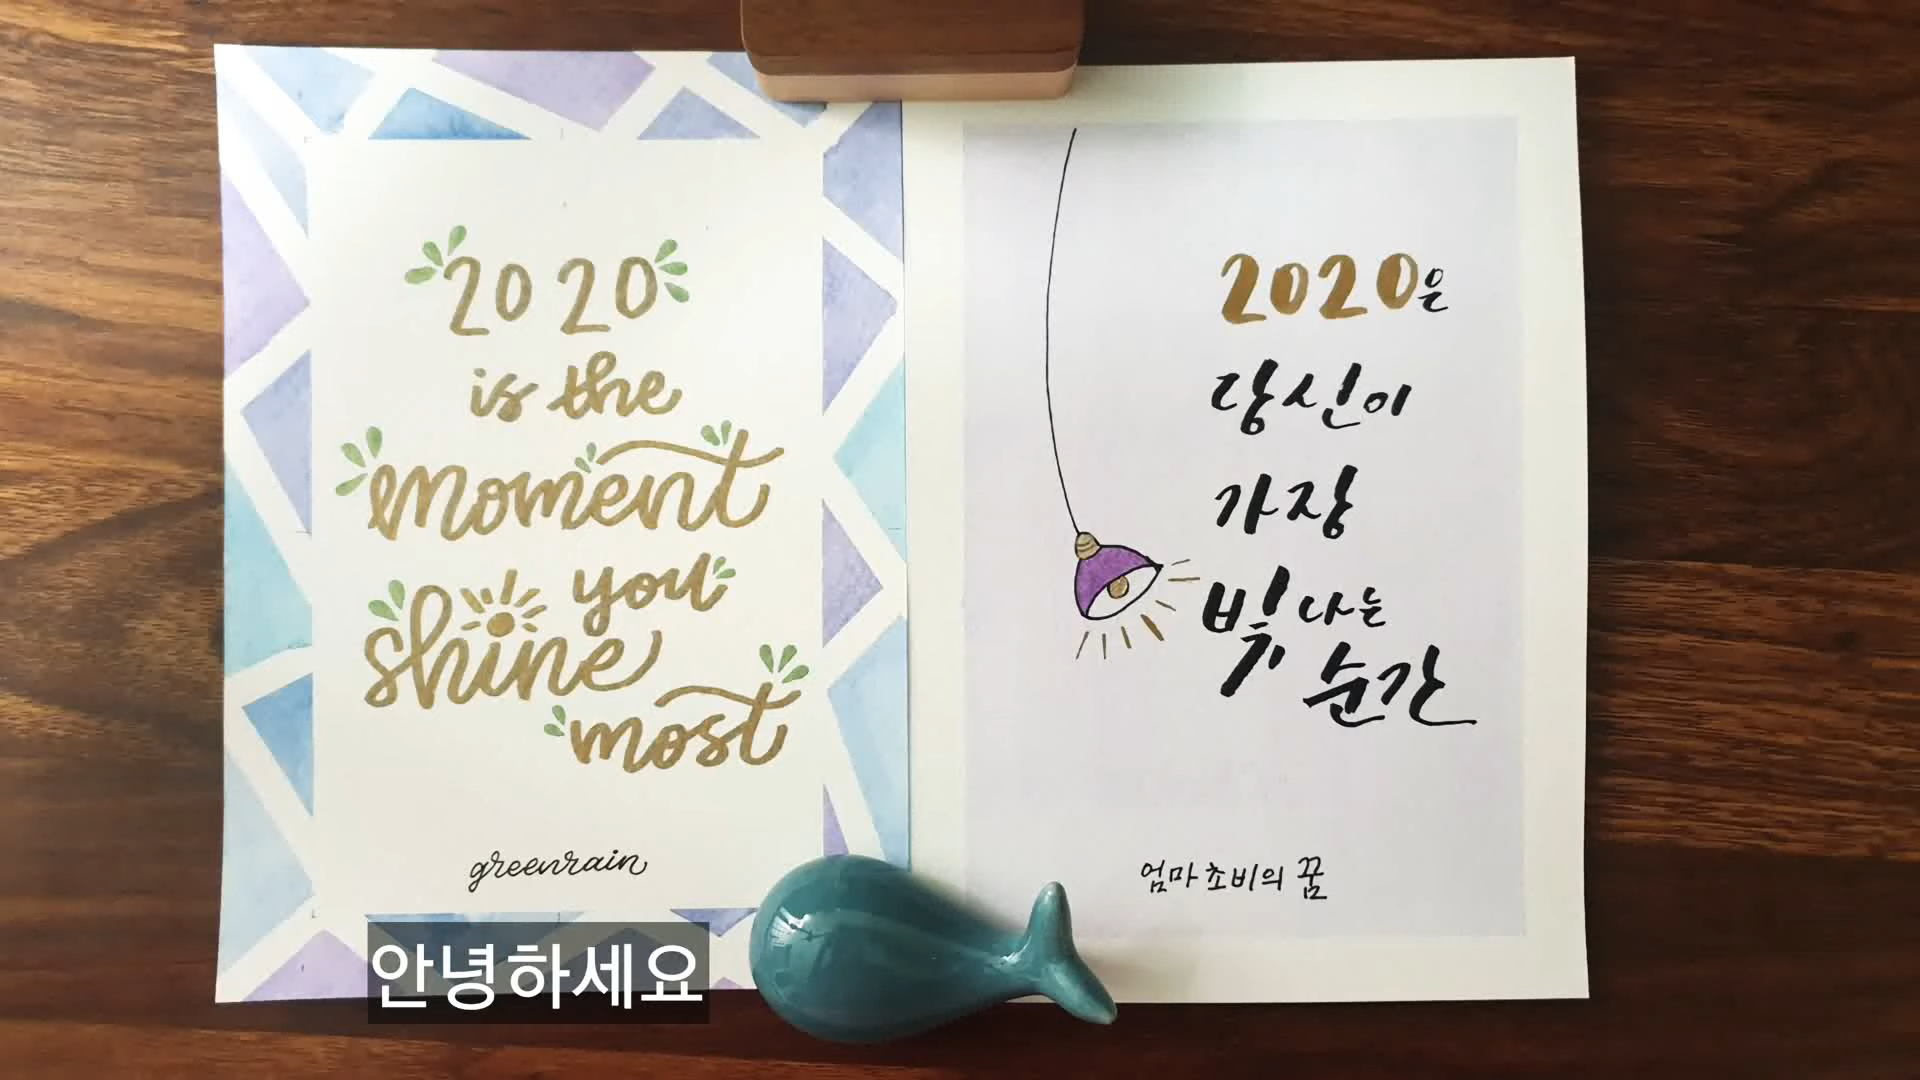 2020
is the
moment
you
shine
most
greenrain
2020은
당신이
가장
빛나는
순간
엄마초비의 꿈
안녕하세요